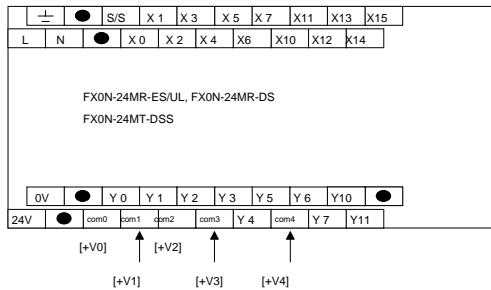 S/S X 1 X 3 X 5 X 7 X11 X13 X15
L N X 0 X 2 X 4 X6 X10 X12 X14
FX0N-24MR-ES/UL, FX0N-24MR-DS
FX0N-24MT-DSS
0V Y 0 Y 1 Y 2 Y 3 Y 5 Y 6 Y10
24V com0 com1 com2 com3 Y 4 com4 Y 7 Y11
[+V0] [+V2]
[+V1] [+V3] [+V4]